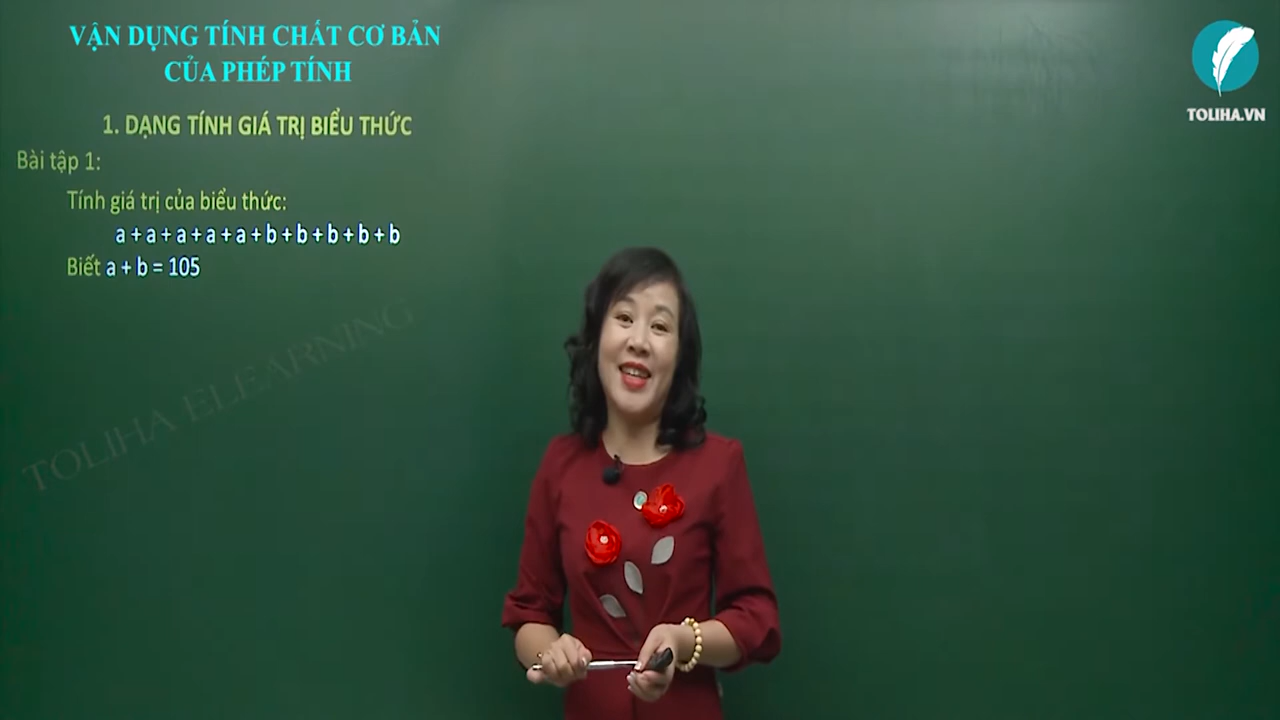 VẬN DỤNG TÍNH CHẤT CƠ BẢN
CỦA PHÉP TÍNH
TOLIHA.VN
1. DẠNG TÍNH GIÁ TRỊ BIỂU THỨC
Bài tập 1:
Tính giá trị của biểu thức:
a + a + a + a + a + b + b + b + b + b
Biết a + b = 105
TOLIHA ELEARNING